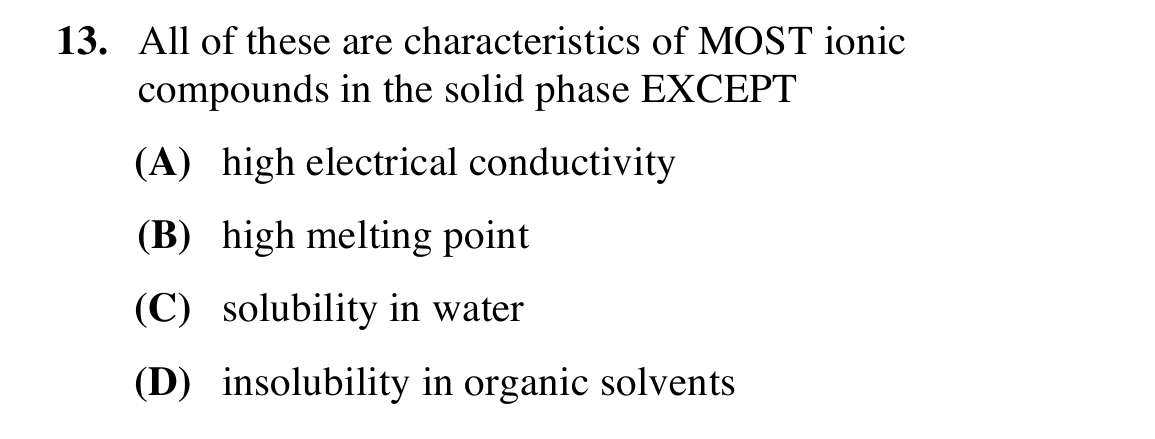 13. All of these are characteristics of MOST ionic
compounds in the solid phase EXCEPT
(A) high electrical conductivity
(B) high melting point
(C) solubility in water
(D) insolubility in organic solvents